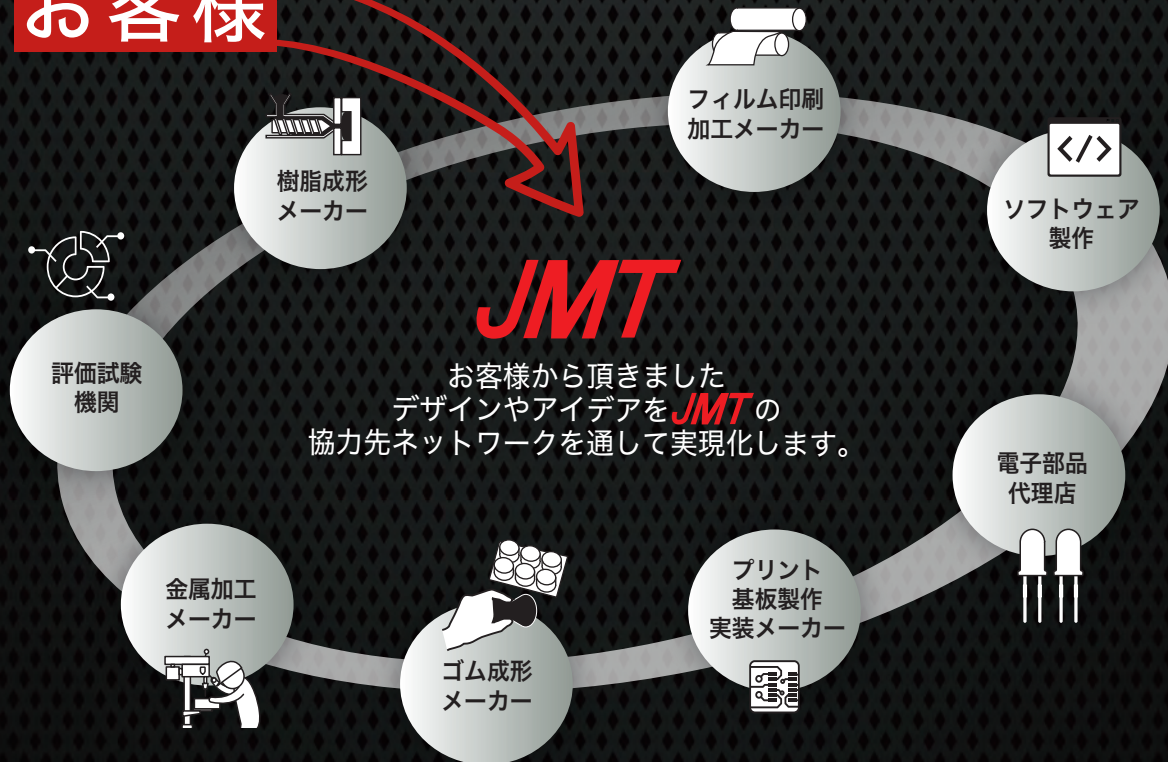 お客様
フィルム印刷
加工メーカー
樹脂成形
メーカー
</>
ソフトウェア
製作
JMT
評価試験
機関
お客様から頂きました
デザインやアイデアをJMTの
協力先ネットワークを通して実現化します。
電子部品
代理店
金属加工
メーカー
プリント
基板製作
実装メーカー
ゴム成形
メーカー